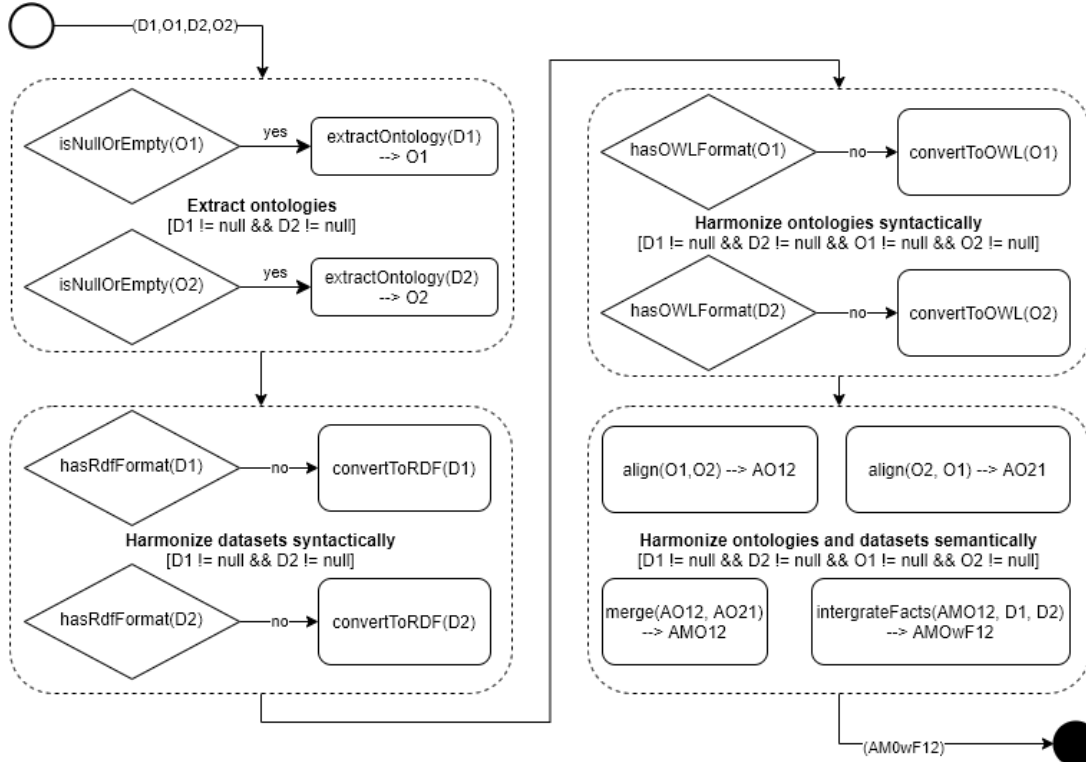 (D1,O1,D2,O2)
isNullOrEmpty(O1)
yes
extractOntology(D1)
--> O1
Extract ontologies
[D1 != null && D2 != null]
isNullOrEmpty(O2)
yes
extractOntology(D2)
--> O2
hasRdfFormat(D1)
no
convertToRDF(D1)
Harmonize datasets syntactically
[D1 != null && D2 != null]
hasRdfFormat(D2)
no
convertToRDF(D2)
hasOWLFormat(O1)
no
convertToOWL(O1)
Harmonize ontologies syntactically
[D1 != null && D2 != null && O1 != null && O2 != null]
hasOWLFormat(D2)
no
convertToOWL(O2)
align(O1,O2) --> AO12
align(O2, O1) --> AO21
Harmonize ontologies and datasets semantically
[D1 != null && D2 != null && O1 != null && O2 != null]
merge(AO12, AO21)
--> AMO12
intergrateFacts(AMO12, D1, D2)
--> AMOwF12
(AM0wF12)